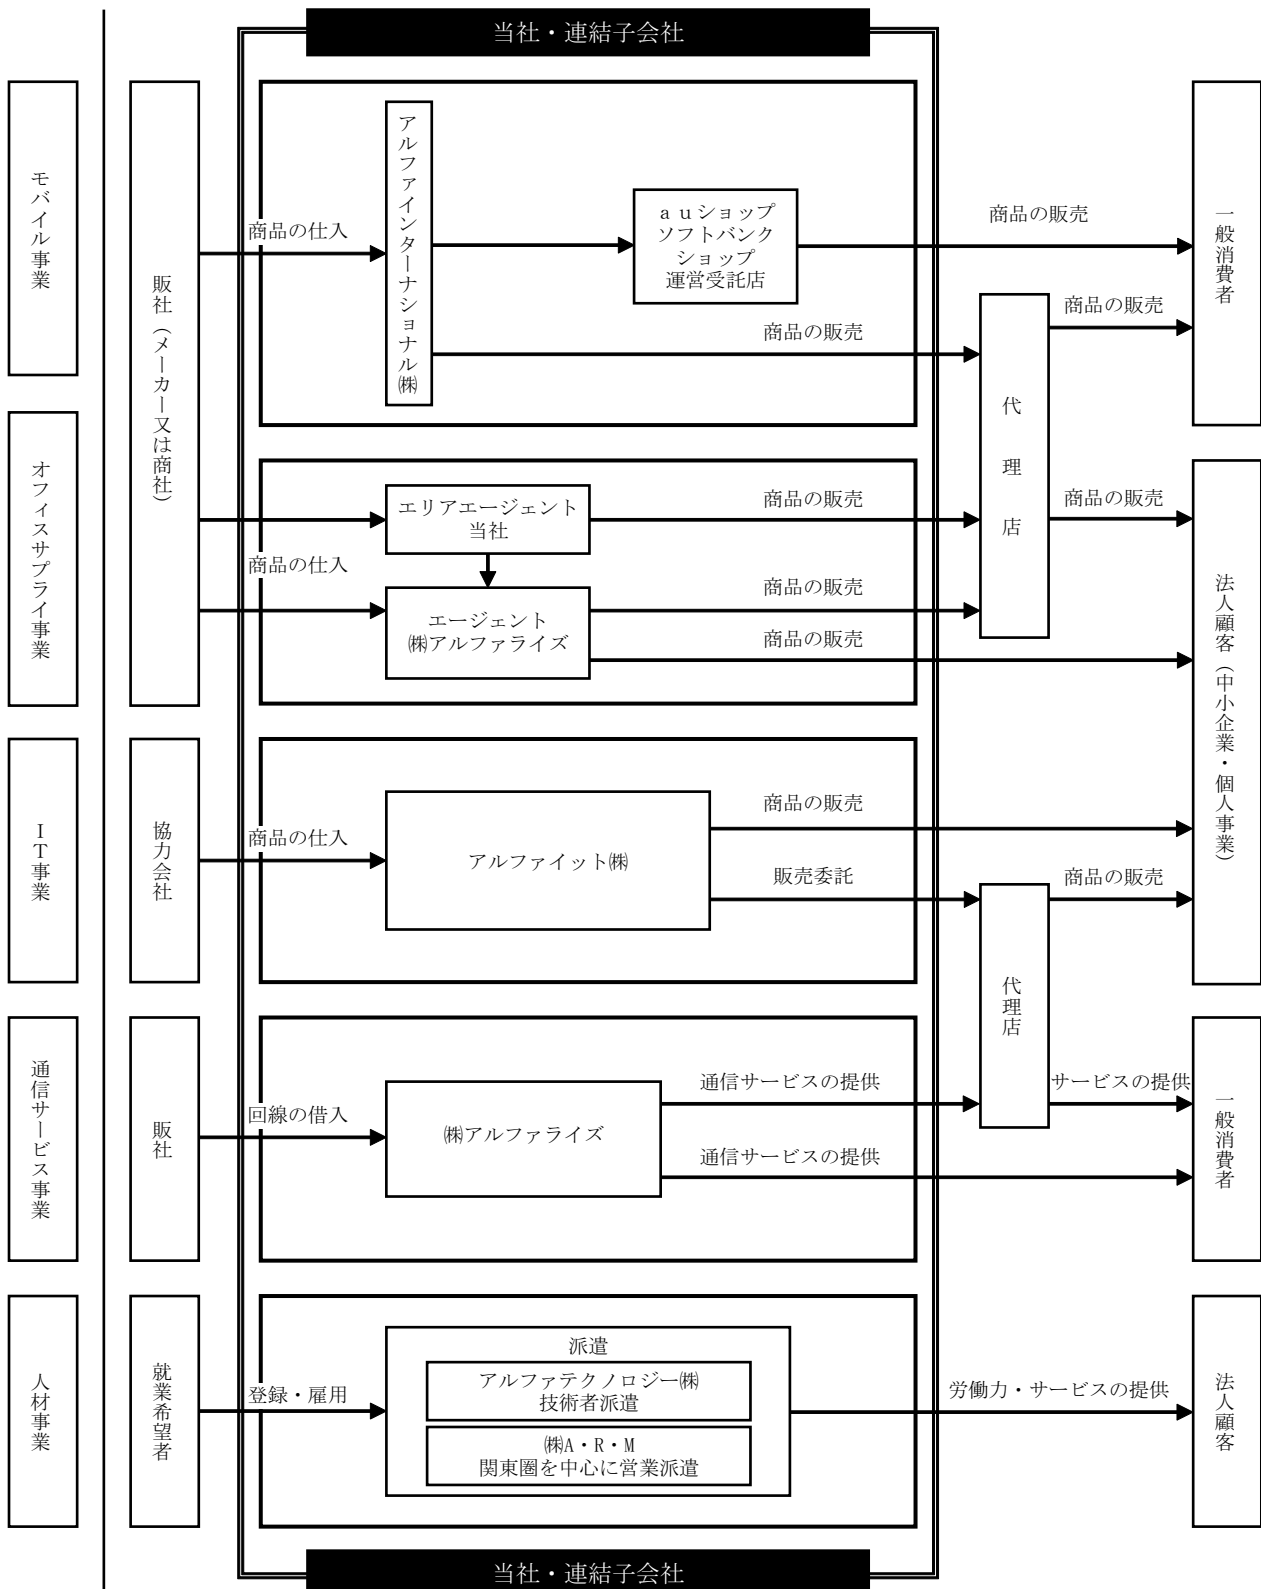 当社・連結子会社
モバイル事業
販社（メーカー又は商社）
商品の仕入
アルファインターナショナル㈱
ａｕショップ
ソフトバンク
ショップ
運営受託店
商品の販売
商品の販売
代理店
商品の販売
一般消費者
オフィスサプライ事業
商品の仕入
エリアエージェント
当社
商品の販売
エージェント
㈱アルファライズ
商品の販売
商品の販売
商品の販売
法人顧客（中小企業・個人事業）
ＩＴ事業
協力会社
商品の仕入
アルファイット㈱
商品の販売
販売委託
代理店
商品の販売
通信サービス事業
販社
回線の借入
㈱アルファライズ
通信サービスの提供
通信サービスの提供
サービスの提供
一般消費者
人材事業
就業希望者
登録・雇用
派遣
アルファテクノロジー㈱
技術者派遣
㈱A・R・M
関東圏を中心に営業派遣
労働力・サービスの提供
法人顧客
当社・連結子会社